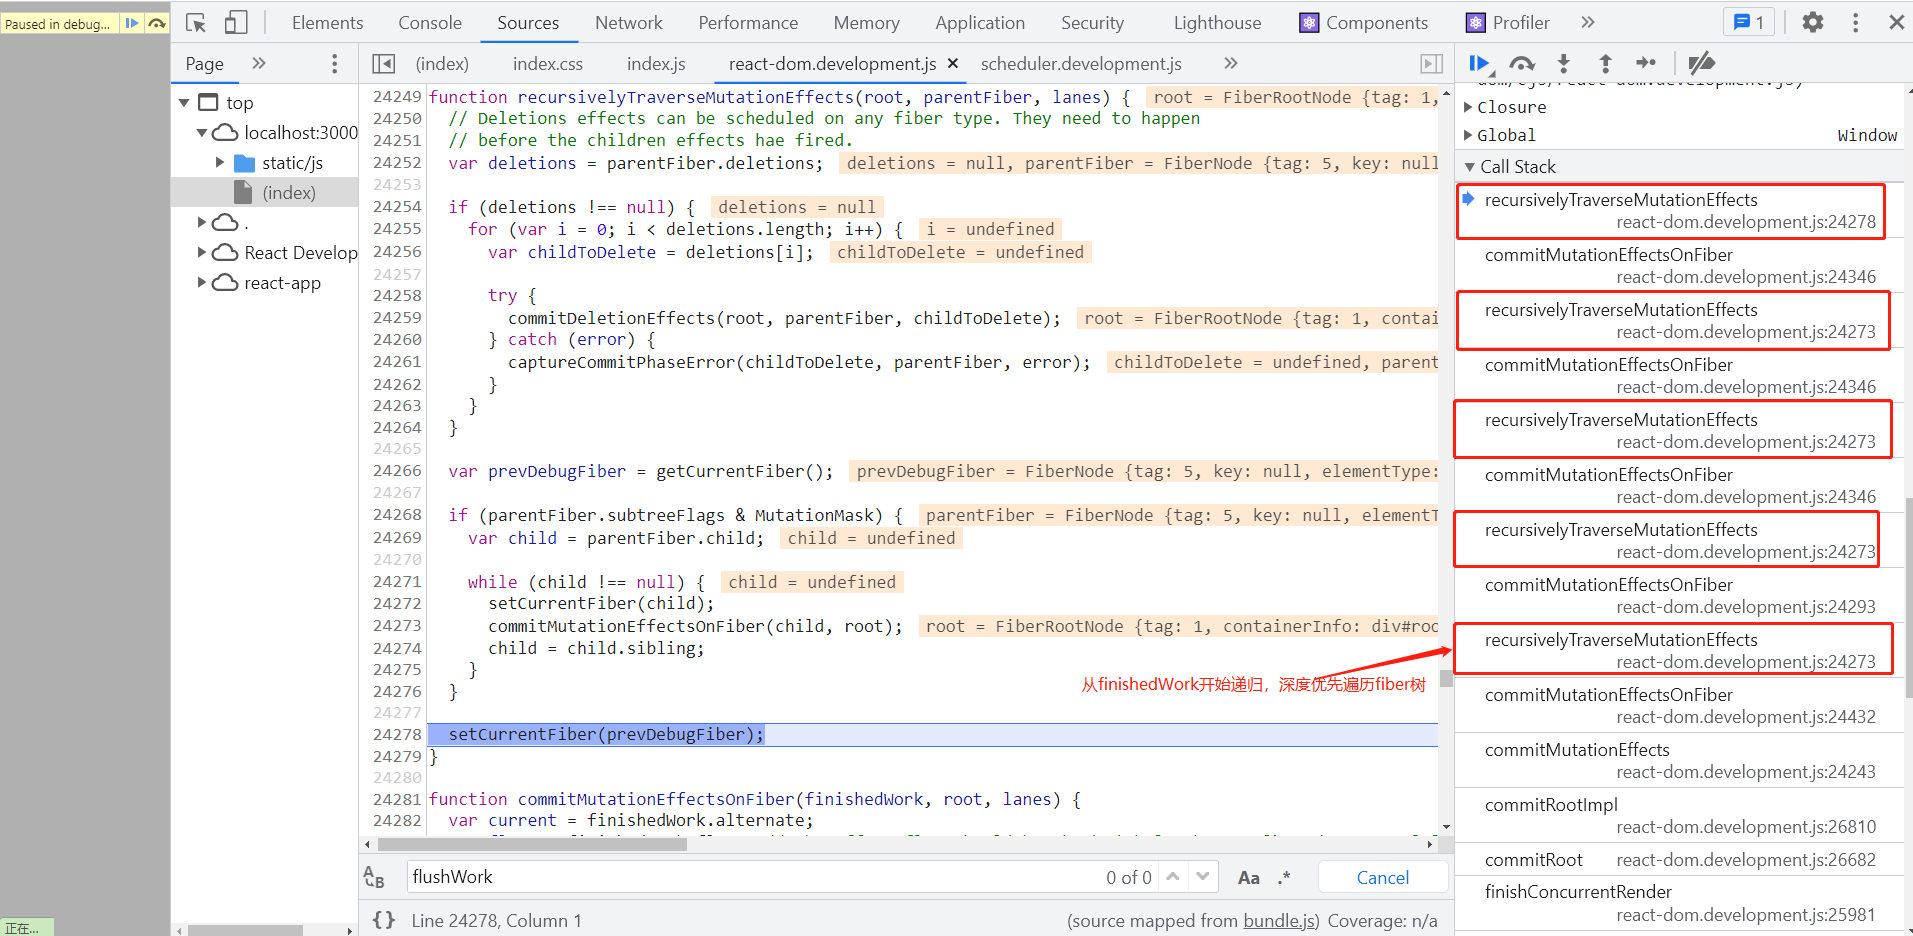 Paused in debug...
Elements Console Sources Network Performance Memory Application Security Lighthouse Components Profiler » 1
Page »
(index) index.css index.js react-dom.development.js × scheduler.development.js »
top
localhost:3000
static/js
(index)
.
React Develop
react-app
正在...
24249 function recursivelyTraverseMutationEffects(root, parentFiber, lanes) { root = FiberRootNode {tag: 1,
24250 // Deletions effects can be scheduled on any fiber type. They need to happen
24251 // before the children effects hae fired.
24252 var deletions = parentFiber.deletions; deletions = null, parentFiber = FiberNode {tag: 5, key: null
24253
24254 if (deletions !== null) { deletions = null
24255 for (var i = 0; i < deletions.length; i++) { i = undefined
24256 var childToDelete = deletions[i]; childToDelete = undefined
24257
24258 try {
24259 commitDeletionEffects(root, parentFiber, childToDelete); root = FiberRootNode {tag: 1, contai
24260 } catch (error) {
24261 captureCommitPhaseError(childToDelete, parentFiber, error); childToDelete = undefined, parent
24262 }
24263 }
24264 }
24265
24266 var prevDebugFiber = getCurrentFiber(); prevDebugFiber = FiberNode {tag: 5, key: null, elementType:
24267
24268 if (parentFiber.subtreeFlags & MutationMask) { parentFiber = FiberNode {tag: 5, key: null, elementT
24269 var child = parentFiber.child; child = undefined
24270
24271 while (child !== null) { child = undefined
24272 setCurrentFiber(child);
24273 commitMutationEffectsOnFiber(child, root); root = FiberRootNode {tag: 1, containerInfo: div#roo
24274 child = child.sibling;
24275 }
24276 }
24277
24278 setCurrentFiber(prevDebugFiber);
24279 }
24280
24281 function commitMutationEffectsOnFiber(finishedWork, root, lanes) {
24282 var current = finishedWork.alternate;
从finishedWork开始递归，深度优先遍历fiber树
flushWork 0 of 0 Aa .* Cancel
{} Line 24278, Column 1 (source mapped from bundle.js) Coverage: n/a
Closure
Global Window
Call Stack
recursivelyTraverseMutationEffects
react-dom.development.js:24278
commitMutationEffectsOnFiber
react-dom.development.js:24346
recursivelyTraverseMutationEffects
react-dom.development.js:24273
commitMutationEffectsOnFiber
react-dom.development.js:24346
recursivelyTraverseMutationEffects
react-dom.development.js:24273
commitMutationEffectsOnFiber
react-dom.development.js:24346
recursivelyTraverseMutationEffects
react-dom.development.js:24273
commitMutationEffectsOnFiber
react-dom.development.js:24293
recursivelyTraverseMutationEffects
react-dom.development.js:24273
commitMutationEffectsOnFiber
react-dom.development.js:24432
commitMutationEffects
react-dom.development.js:24243
commitRootImpl
react-dom.development.js:26810
commitRoot react-dom.development.js:26682
finishConcurrentRender
react-dom.development.js:25981